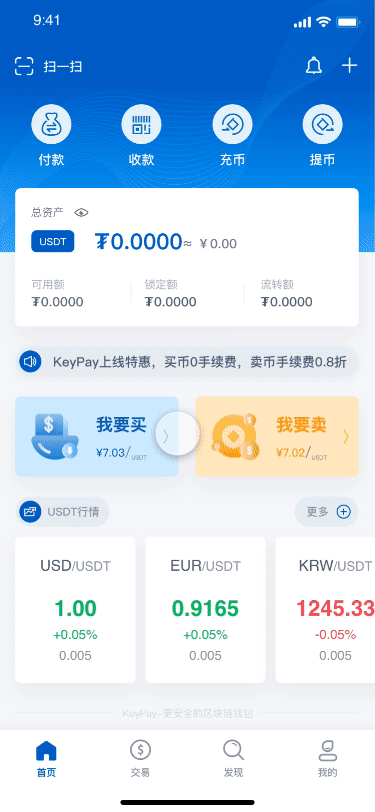 9:41
扫一扫
付款 收款 充币 提币
总资产
USDT ₮0.0000≈ ￥0.00
可用额 锁定额 流转额
₮0.0000 ₮0.0000 ₮0.0000
KeyPay上线特惠，买币0手续费，卖币手续费0.8折
我要买 我要卖
¥7.03/USDT ¥7.02/USDT
USDT行情 更多
USD/USDT EUR/USDT KRW/USDT
1.00 0.9165 1245.33
+0.05% +0.05% -0.05%
0.005 0.005 0.005
KeyPay-更安全的区块链钱包
首页 交易 发现 我的